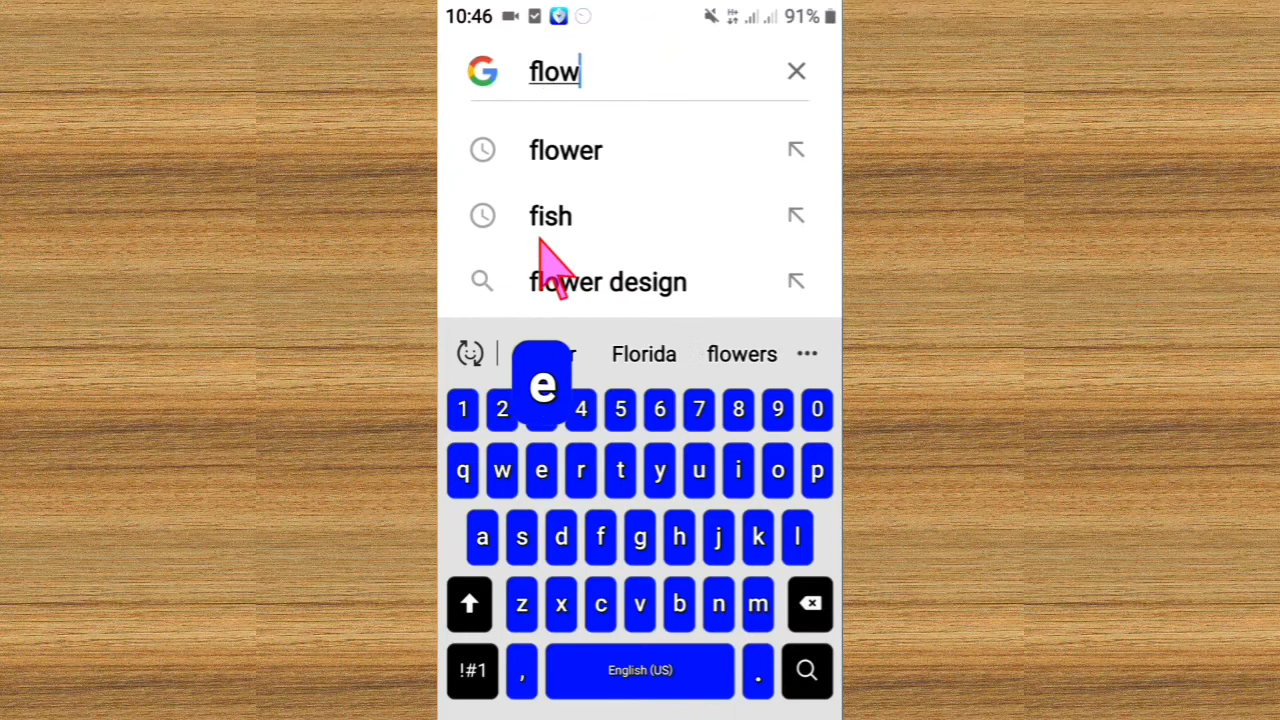 10:46 91%
flow
flower
fish
flower design
Florida flowers
e
1 2 4 5 6 7 8 9 0
q w e r t y u i o p
a s d f g h j k l
z x c v b n m
!#1 , English (US) .